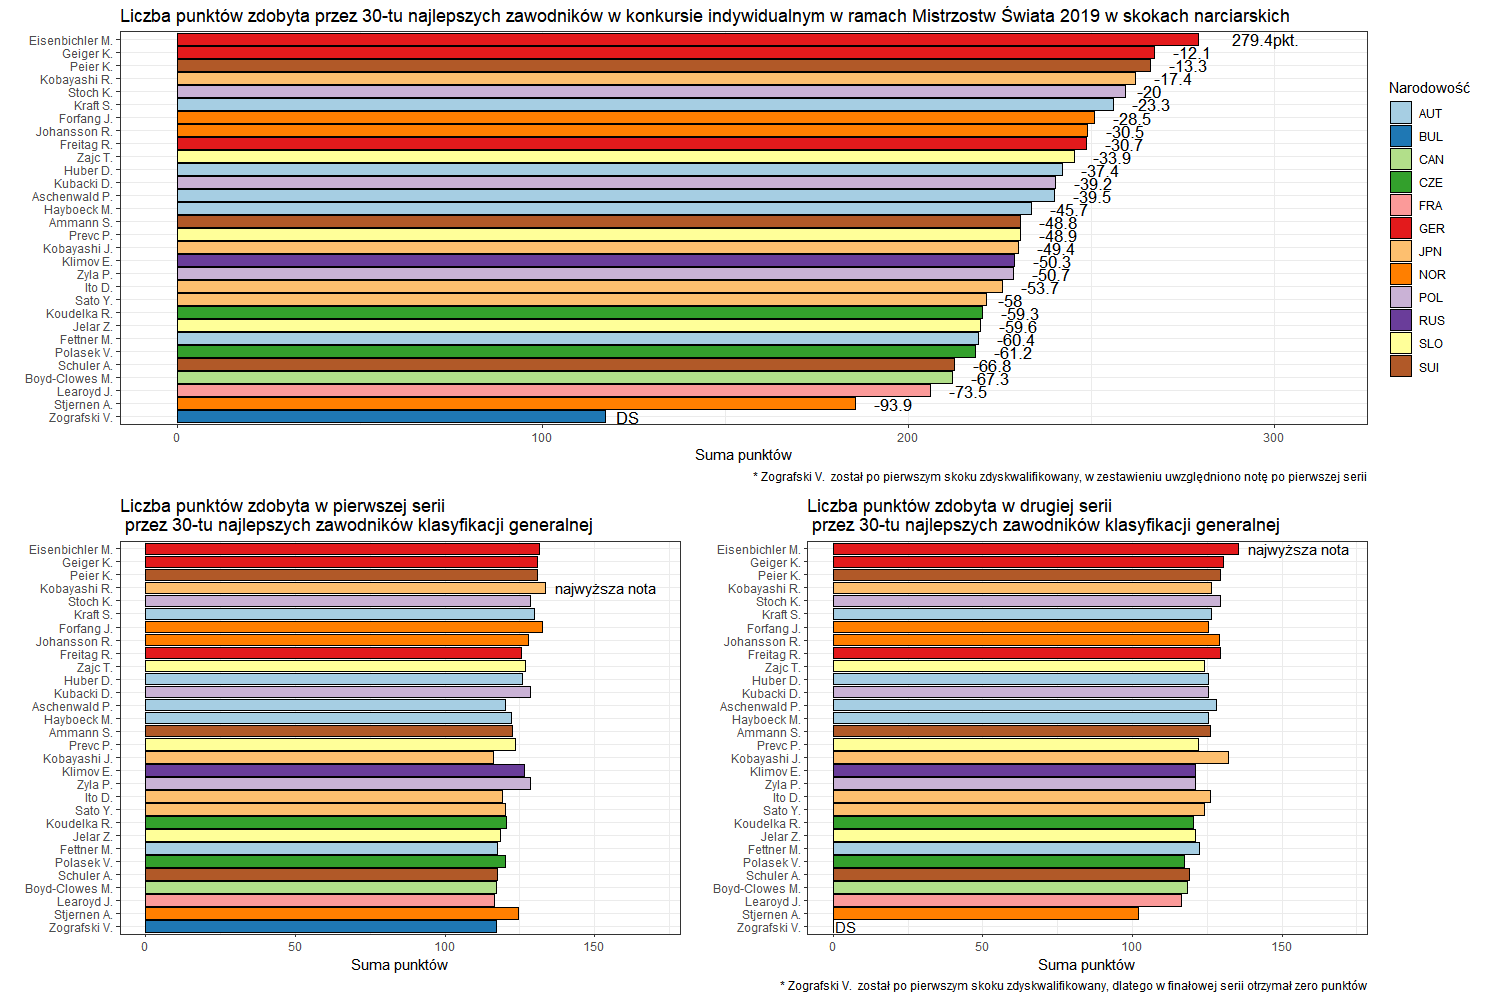 Liczba punktów zdobyta przez 30-tu najlepszych zawodników w konkursie indywidualnym w ramach Mistrzostw Świata 2019 w skokach narciarskich
Eisenbichler M. 279.4pkt.
Geiger K. -12.1
Peier K. -13.3
Kobayashi R. -17.4
Stoch K. -20
Kraft S. -23.3
Forfang J. -28.5
Johansson R. -30.5
Freitag R. -30.7
Zajc T. -33.9
Huber D. -37.4
Kubacki D. -39.2
Aschenwald P. -39.5
Hayboeck M. -45.7
Ammann S. -48.8
Prevc P. -48.9
Kobayashi J. -49.4
Klimov E. -50.3
Zyla P. -50.7
Ito D. -53.7
Sato Y. -58
Koudelka R. -59.3
Jelar Z. -59.6
Fettner M. -60.4
Polasek V. -61.2
Schuler A. -66.8
Boyd-Clowes M. -67.3
Learoyd J. -73.5
Stjernen A. -93.9
Zografski V. DS
0 100 200 300
Suma punktów
* Zografski V.  został po pierwszym skoku zdyskwalifikowany, w zestawieniu uwzględniono notę po pierwszej serii
Narodowość
AUT
BUL
CAN
CZE
FRA
GER
JPN
NOR
POL
RUS
SLO
SUI
Liczba punktów zdobyta w pierwszej serii
przez 30-tu najlepszych zawodników klasyfikacji generalnej
Eisenbichler M.
Geiger K.
Peier K.
Kobayashi R. najwyższa nota
Stoch K.
Kraft S.
Forfang J.
Johansson R.
Freitag R.
Zajc T.
Huber D.
Kubacki D.
Aschenwald P.
Hayboeck M.
Ammann S.
Prevc P.
Kobayashi J.
Klimov E.
Zyla P.
Ito D.
Sato Y.
Koudelka R.
Jelar Z.
Fettner M.
Polasek V.
Schuler A.
Boyd-Clowes M.
Learoyd J.
Stjernen A.
Zografski V.
0 50 100 150
Suma punktów
Liczba punktów zdobyta w drugiej serii
przez 30-tu najlepszych zawodników klasyfikacji generalnej
Eisenbichler M. najwyższa nota
Geiger K.
Peier K.
Kobayashi R.
Stoch K.
Kraft S.
Forfang J.
Johansson R.
Freitag R.
Zajc T.
Huber D.
Kubacki D.
Aschenwald P.
Hayboeck M.
Ammann S.
Prevc P.
Kobayashi J.
Klimov E.
Zyla P.
Ito D.
Sato Y.
Koudelka R.
Jelar Z.
Fettner M.
Polasek V.
Schuler A.
Boyd-Clowes M.
Learoyd J.
Stjernen A.
Zografski V. DS
0 50 100 150
Suma punktów
* Zografski V.  został po pierwszym skoku zdyskwalifikowany, dlatego w finałowej serii otrzymał zero punktów